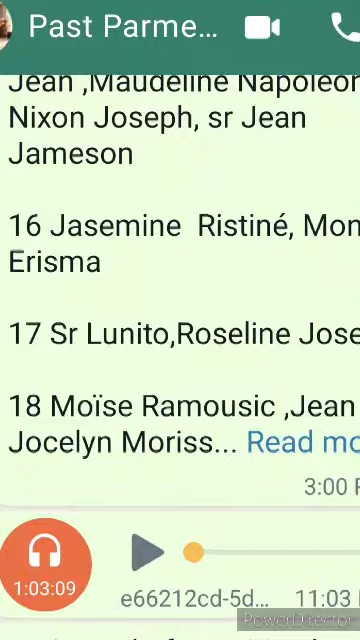 Past Parme...
Jean ,Maudeline Napoleon
Nixon Joseph, sr Jean
Jameson
16 Jasemine  Ristiné, Mon
Erisma
17 Sr Lunito,Roseline Jose
18 Moïse Ramousic ,Jean
Jocelyn Moriss... Read mo
3:00 P
1:03:09
e66212cd-5d... 11:03
PowerDirector